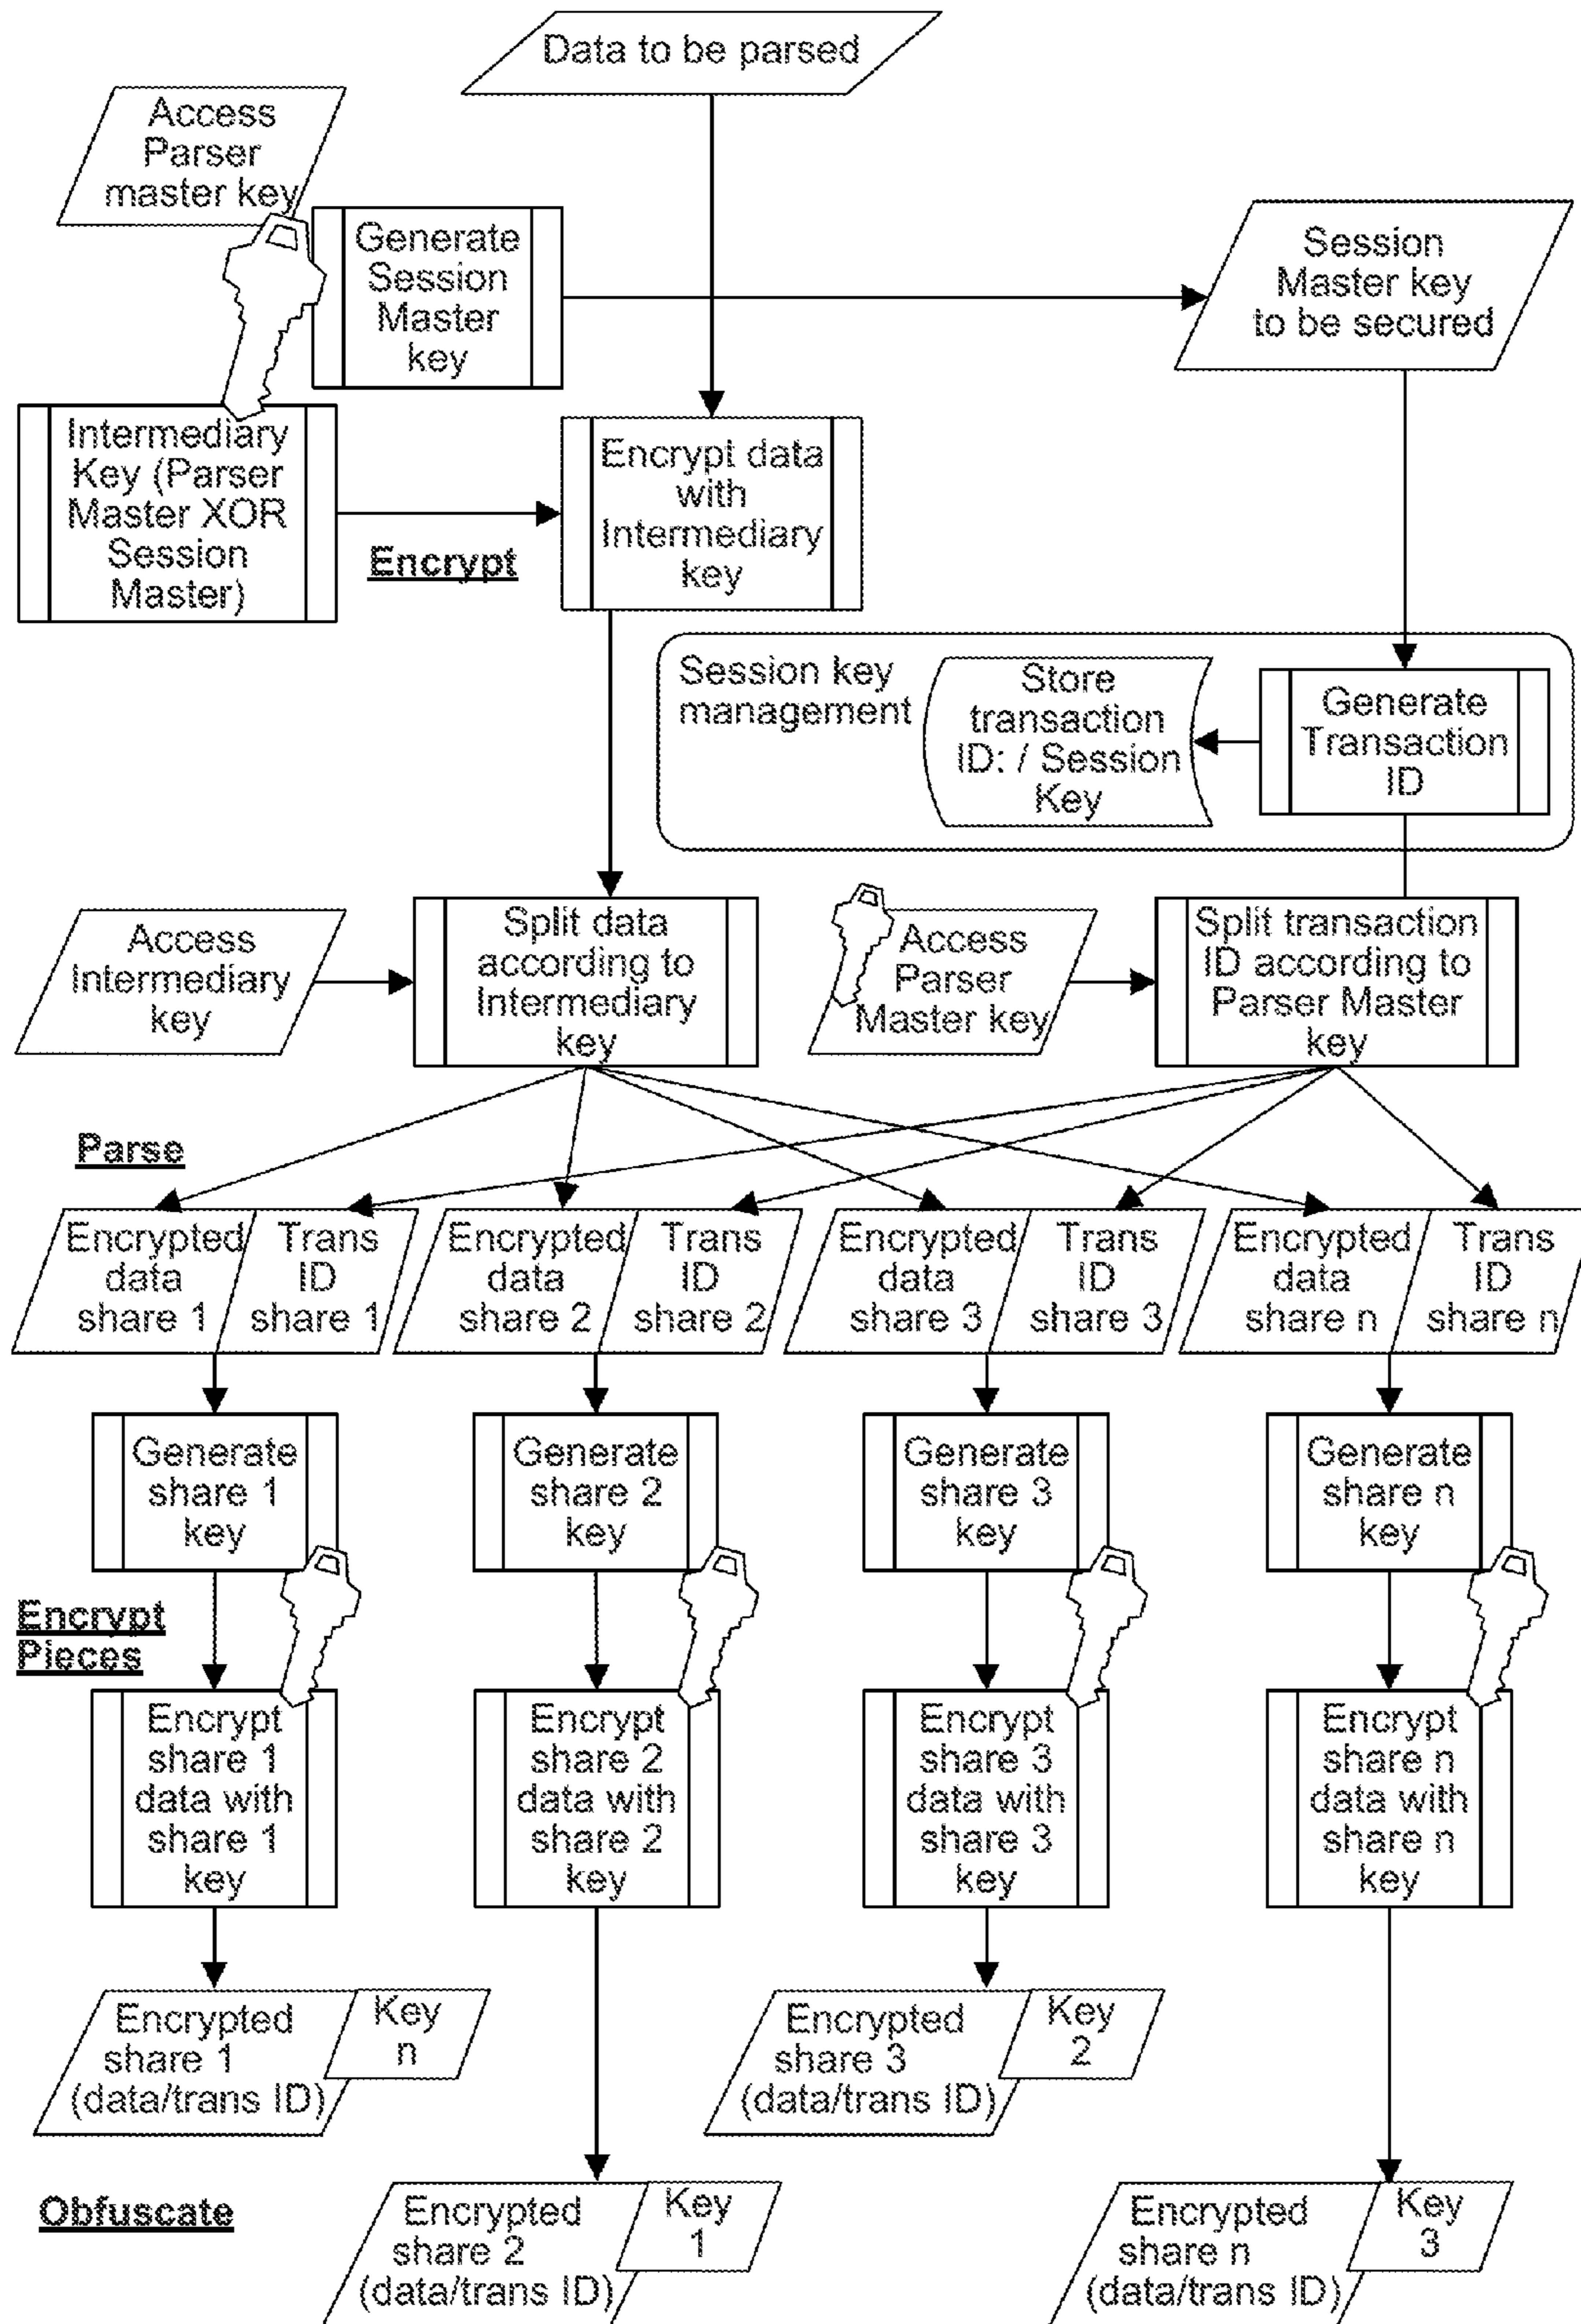 Data to be parsed
Access
Parser
master key
Generate
Session
Master
key
Session
Master key
to be secured
Intermediary
Key (Parser
Master XOR
Session
Master)
Encrypt
Encrypt data
with
Intermediary
key
Session key
management
Store
transaction
ID: / Session
Key
Generate
Transaction
ID
Access
Intermediary
key
Split data
according to
Intermediary
key
Access
Parser
Master key
Split transaction
ID according to
Parser Master
key
Parse
Encrypted
data
share 1
Trans
ID
share 1
Encrypted
data
share 2
Trans
ID
share 2
Encrypted
data
share 3
Trans
ID
share 3
Encrypted
data
share n
Trans
ID
share n
Generate
share 1
key
Generate
share 2
key
Generate
share 3
key
Generate
share n
key
Encrypt
Pieces
Encrypt
share 1
data with
share 1
key
Encrypt
share 2
data with
share 2
key
Encrypt
share 3
data with
share 3
key
Encrypt
share n
data with
share n
key
Encrypted
share 1
(data/trans ID)
Key
n
Encrypted
share 3
(data/trans ID)
Key
2
Obfuscate
Encrypted
share 2
(data/trans ID)
Key
1
Encrypted
share n
(data/trans ID)
Key
3